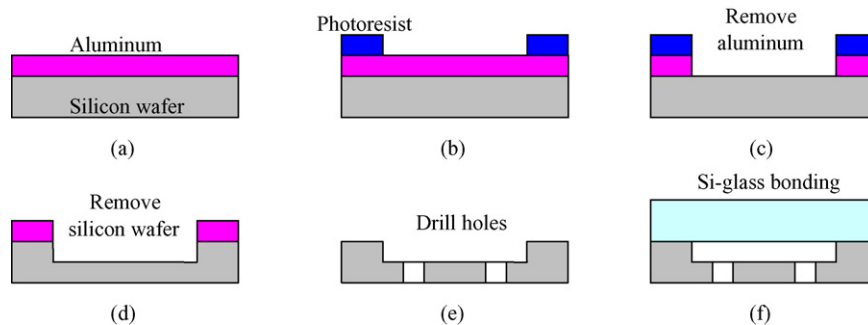 Aluminum
Silicon wafer
(a)
Photoresist
(b)
Remove
aluminum
(c)
Remove
silicon wafer
(d)
Drill holes
(e)
Si-glass bonding
(f)